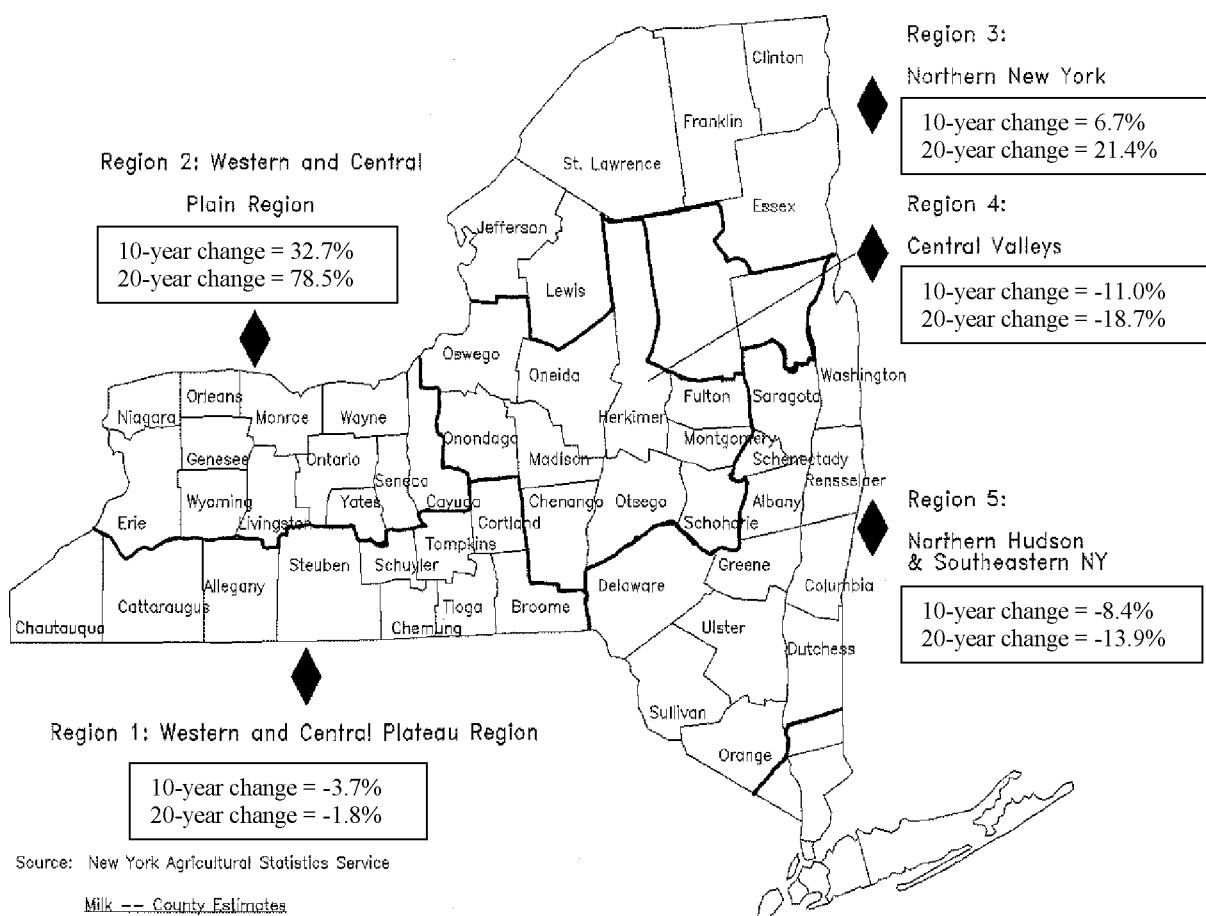 Region 3:
Northern New York
10-year change = 6.7%
20-year change = 21.4%
Region 2: Western and Central
Plain Region
10-year change = 32.7%
20-year change = 78.5%
Region 4:
Central Valleys
10-year change = -11.0%
20-year change = -18.7%
Region 5:
Northern Hudson
& Southeastern NY
10-year change = -8.4%
20-year change = -13.9%
Clinton
Franklin
St. Lawrence
Essex
Jefferson
Lewis
Oswego
Oneida
Herkimer
Fulton
Saratoga
Washington
Niagara
Orleans
Monroe
Wayne
Onondaga
Madison
Montgomery
Schenectady
Rensselaer
Genesee
Ontario
Seneca
Cayuga
Wyoming
Livingston
Yates
Erie
Cortland
Chenango
Otsego
Schoharie
Albany
Tompkins
Steuben
Schuyler
Allegany
Cattaraugus
Chautauqua
Chemung
Tioga
Broome
Delaware
Greene
Columbia
Ulster
Dutchess
Sullivan
Orange
Region 1: Western and Central Plateau Region
10-year change = -3.7%
20-year change = -1.8%
Source: New York Agricultural Statistics Service
Milk -- County Estimates